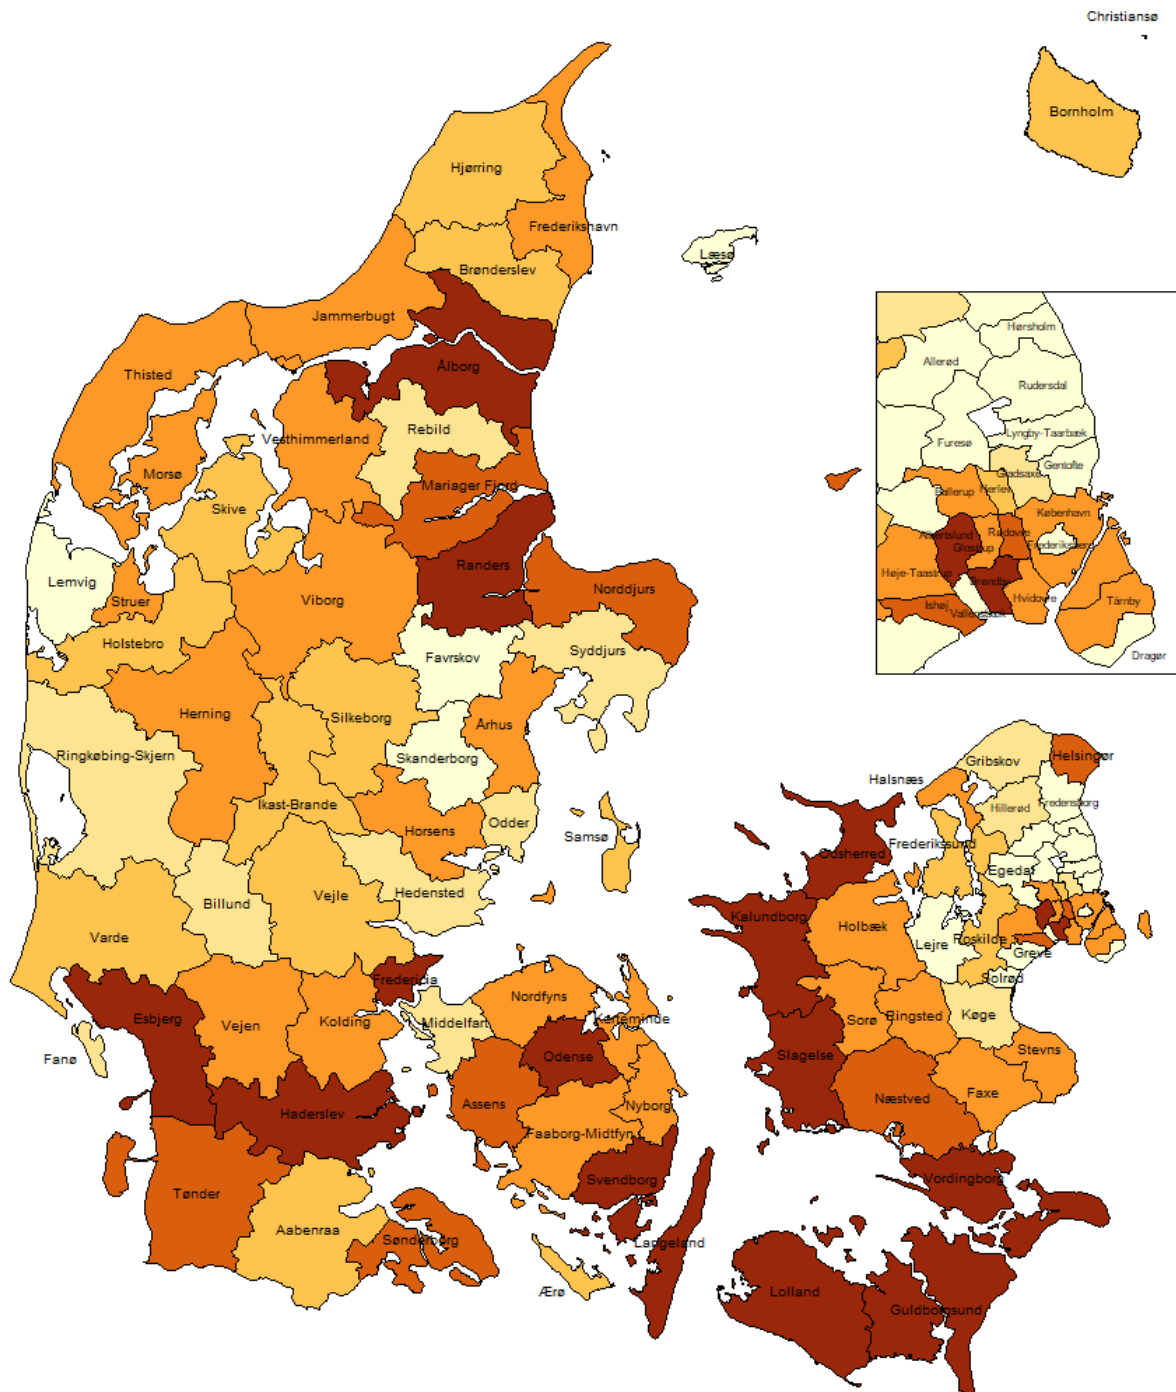 Christiansø
Bornholm
Hjørring
Frederikshavn
Læsø
Brønderslev
Jammerbugt
Ålborg
Thisted
Vesthimmerland
Rebild
Morsø
Mariager Fjord
Skive
Randers
Lemvig
Struer
Viborg
Norddjurs
Holstebro
Favrskov
Syddjurs
Herning
Silkeborg
Århus
Ringkøbing-Skjern
Skanderborg
Ikast-Brande
Horsens
Odder
Samsø
Hedensted
Billund
Vejle
Varde
Fredericia
Esbjerg
Vejen
Kolding
Middelfart
Nordfyns
Kerteminde
Fanø
Odense
Haderslev
Assens
Nyborg
Faaborg-Midtfyn
Svendborg
Tønder
Aabenraa
Sønderborg
Langeland
Ærø
Hørsholm
Allerød
Rudersdal
Furesø
Lyngby-Taarbæk
Gentofte
Gladsaxe
Ballerup
Herlev
København
Albertslund
Rødovre
Glostrup
Frederiksberg
Høje-Taastrup
Brøndby
Ishøj
Vallensbæk
Hvidovre
Tårnby
Dragør
Helsingør
Gribskov
Halsnæs
Hillerød
Fredensborg
Frederikssund
Odsherred
Egedal
Kalundborg
Holbæk
Lejre
Roskilde
Greve
Solrød
Sorø
Ringsted
Køge
Slagelse
Stevns
Næstved
Faxe
Vordingborg
Lolland
Guldborgsund